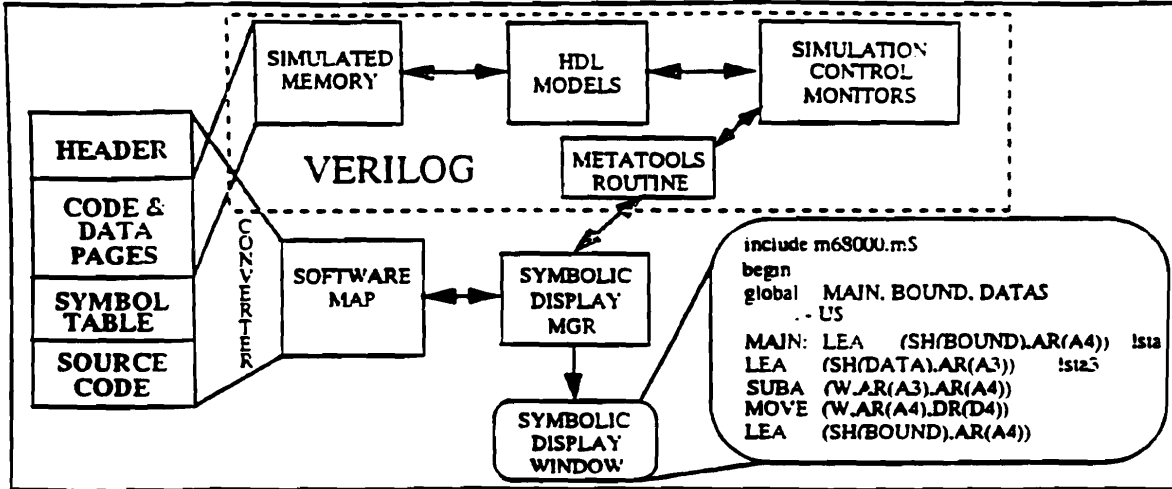 SIMULATED
MEMORY
HDL
MODELS
SIMULATION
CONTROL
MONITORS
HEADER
CODE &
DATA
PAGES
SYMBOL
TABLE
SOURCE
CODE
VERILOG
METATOOLS
ROUTINE
CONVERTER
SOFTWARE
MAP
SYMBOLIC
DISPLAY
MGR
SYMBOLIC
DISPLAY
WINDOW
include m68000.mS
begin
global MAIN. BOUND. DATAS
.- US
MAIN: LEA (SH(BOUND).AR(A4)) !sta
LEA (SH(DATA).AR(A3)) !sta3
SUBA (W.AR(A3).AR(A4))
MOVE (W.AR(A4).DR(D4))
LEA (SH(BOUND).AR(A4))